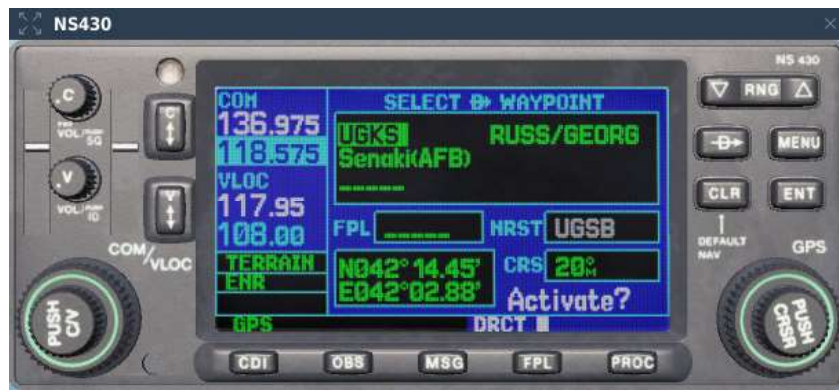 NS430
NS 430
.C
PWR VOL/PUSH SQ
C
COM
136.975
118.575
VLOC
117.95
108.00
TERRAIN
ENR
GPS
SELECT D WAYPOINT
UGKS RUSS/GEORG
Senaki(AFB)
______
FPL _____ NRST UGSB
N042° 14.45'
E042°02.88'
CRS 20°M
Activate?
DRCT
RNG
D
MENU
CLR
ENT
DEFAULT NAV
GPS
.V
VOL/PUSH ID
V
COM/VLOC
PUSH C/V
PUSH CRSR
CDI
OBS
MSG
FPL
PROC